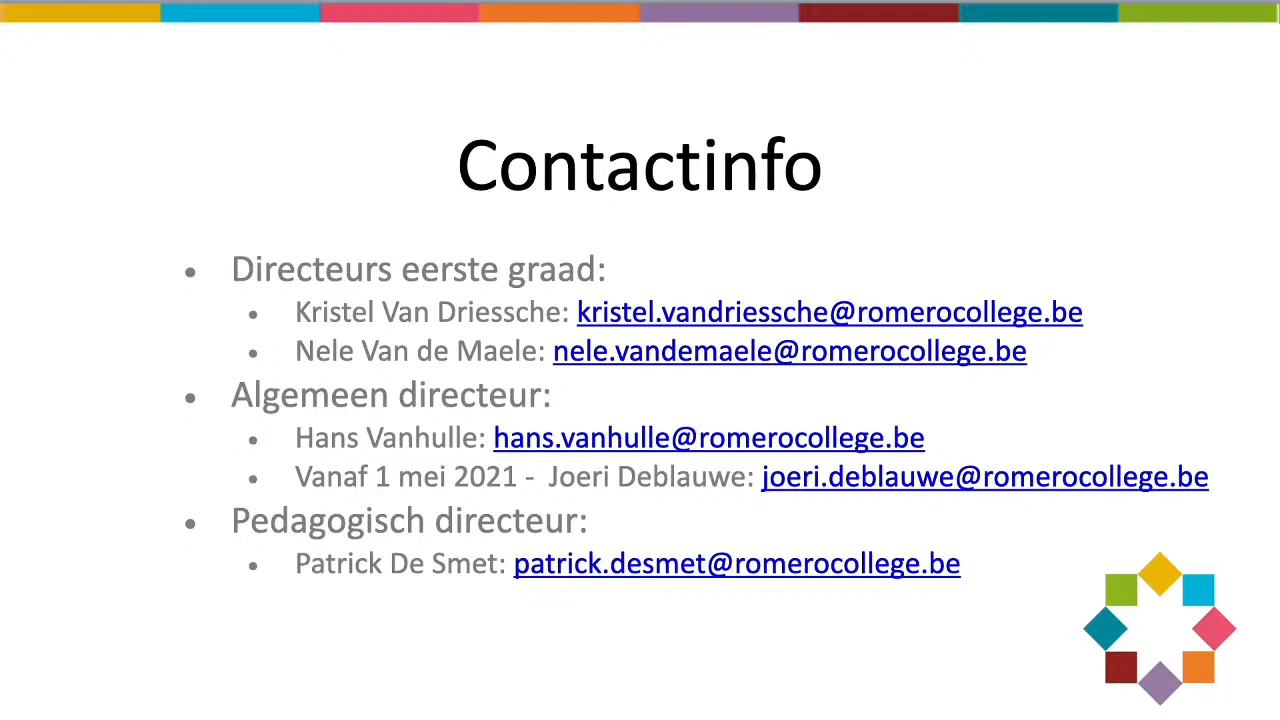 Contactinfo
• Directeurs eerste graad:
• Kristel Van Driessche: kristel.vandriessche@romerocollege.be
• Nele Van de Maele: nele.vandemaele@romerocollege.be
• Algemeen directeur:
• Hans Vanhulle: hans.vanhulle@romerocollege.be
• Vanaf 1 mei 2021 - Joeri Deblauwe: joeri.deblauwe@romerocollege.be
• Pedagogisch directeur:
• Patrick De Smet: patrick.desmet@romerocollege.be